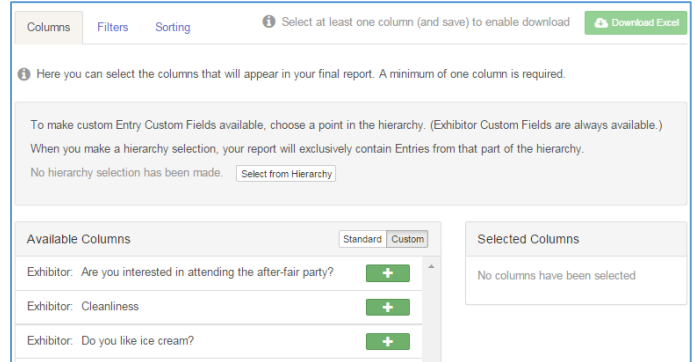 Columns Filters Sorting Select at least one column (and save) to enable download Download Excel
Here you can select the columns that will appear in your final report. A minimum of one column is required.
To make custom Entry Custom Fields available, choose a point in the hierarchy. (Exhibitor Custom Fields are always available.)
When you make a hierarchy selection, your report will exclusively contain Entries from that part of the hierarchy.
No hierarchy selection has been made. Select from Hierarchy
Available Columns Standard Custom
Exhibitor: Are you interested in attending the after-fair party?
Exhibitor: Cleanliness
Exhibitor: Do you like ice cream?
Selected Columns
No columns have been selected